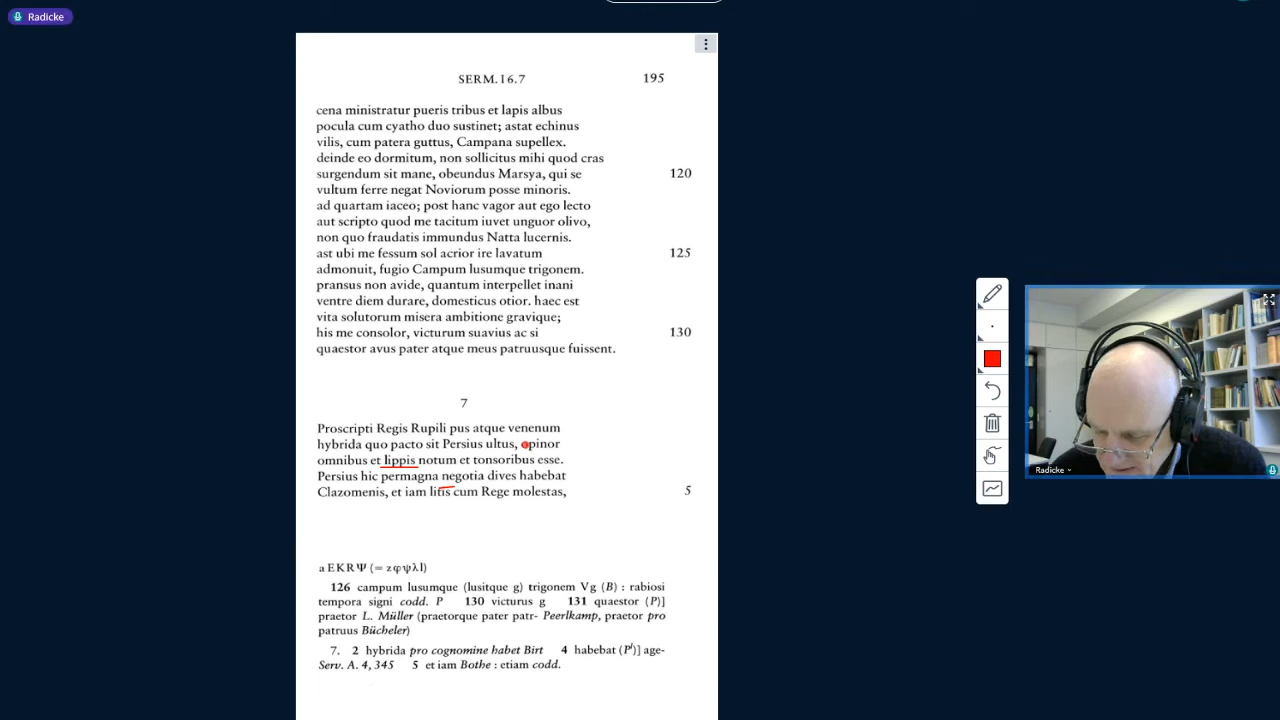 Radicke
SERM. I 6.7 195
cena ministratur pueris tribus et lapis albus
pocula cum cyatho duo sustinet; astat echinus
vilis, cum patera guttus, Campana supellex.
deinde eo dormitum, non sollicitus mihi quod cras
surgendum sit mane, obeundus Marsya, qui se 120
vultum ferre negat Noviorum posse minoris.
ad quartam iaceo; post hanc vagor aut ego lecto
aut scripto quod me tacitum iuvet unguor olivo,
non quo fraudatis immundus Natta lucernis.
ast ubi me fessum sol acrior ire lavatum 125
admonuit, fugio Campum lusumque trigonem.
pransus non avide, quantum interpellet inani
ventre diem durare, domesticus otior. haec est
vita solutorum misera ambitione gravique;
his me consolor, victurum suavius ac si 130
quaestor avus pater atque meus patruusque fuissent.
7
Proscripti Regis Rupili pus atque venenum
hybrida quo pacto sit Persius ultus, opinor
omnibus et lippis notum et tonsoribus esse.
Persius hic permagna negotia dives habebat
Clazomenis, et iam litis cum Rege molestas, 5
a EKRΨ (= zφψλl)
126 campum lusumque (lusitque g) trigonem Vg (B) : rabiosi
tempora signi codd. P 130 victurus g 131 quaestor (P)]
praetor L. Müller (praetorque pater patr- Peerlkamp, praetor pro
patruus Bücheler)
7. 2 hybrida pro cognomine habet Birt 4 habebat (P¹)] age-
Serv. A. 4, 345 5 et iam Bothe : etiam codd.
Radicke